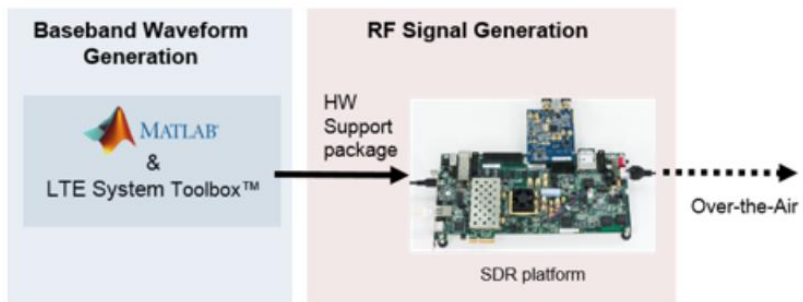 Baseband Waveform
Generation
MATLAB®
&
LTE System Toolbox™
RF Signal Generation
HW
Support
package
SDR platform
Over-the-Air